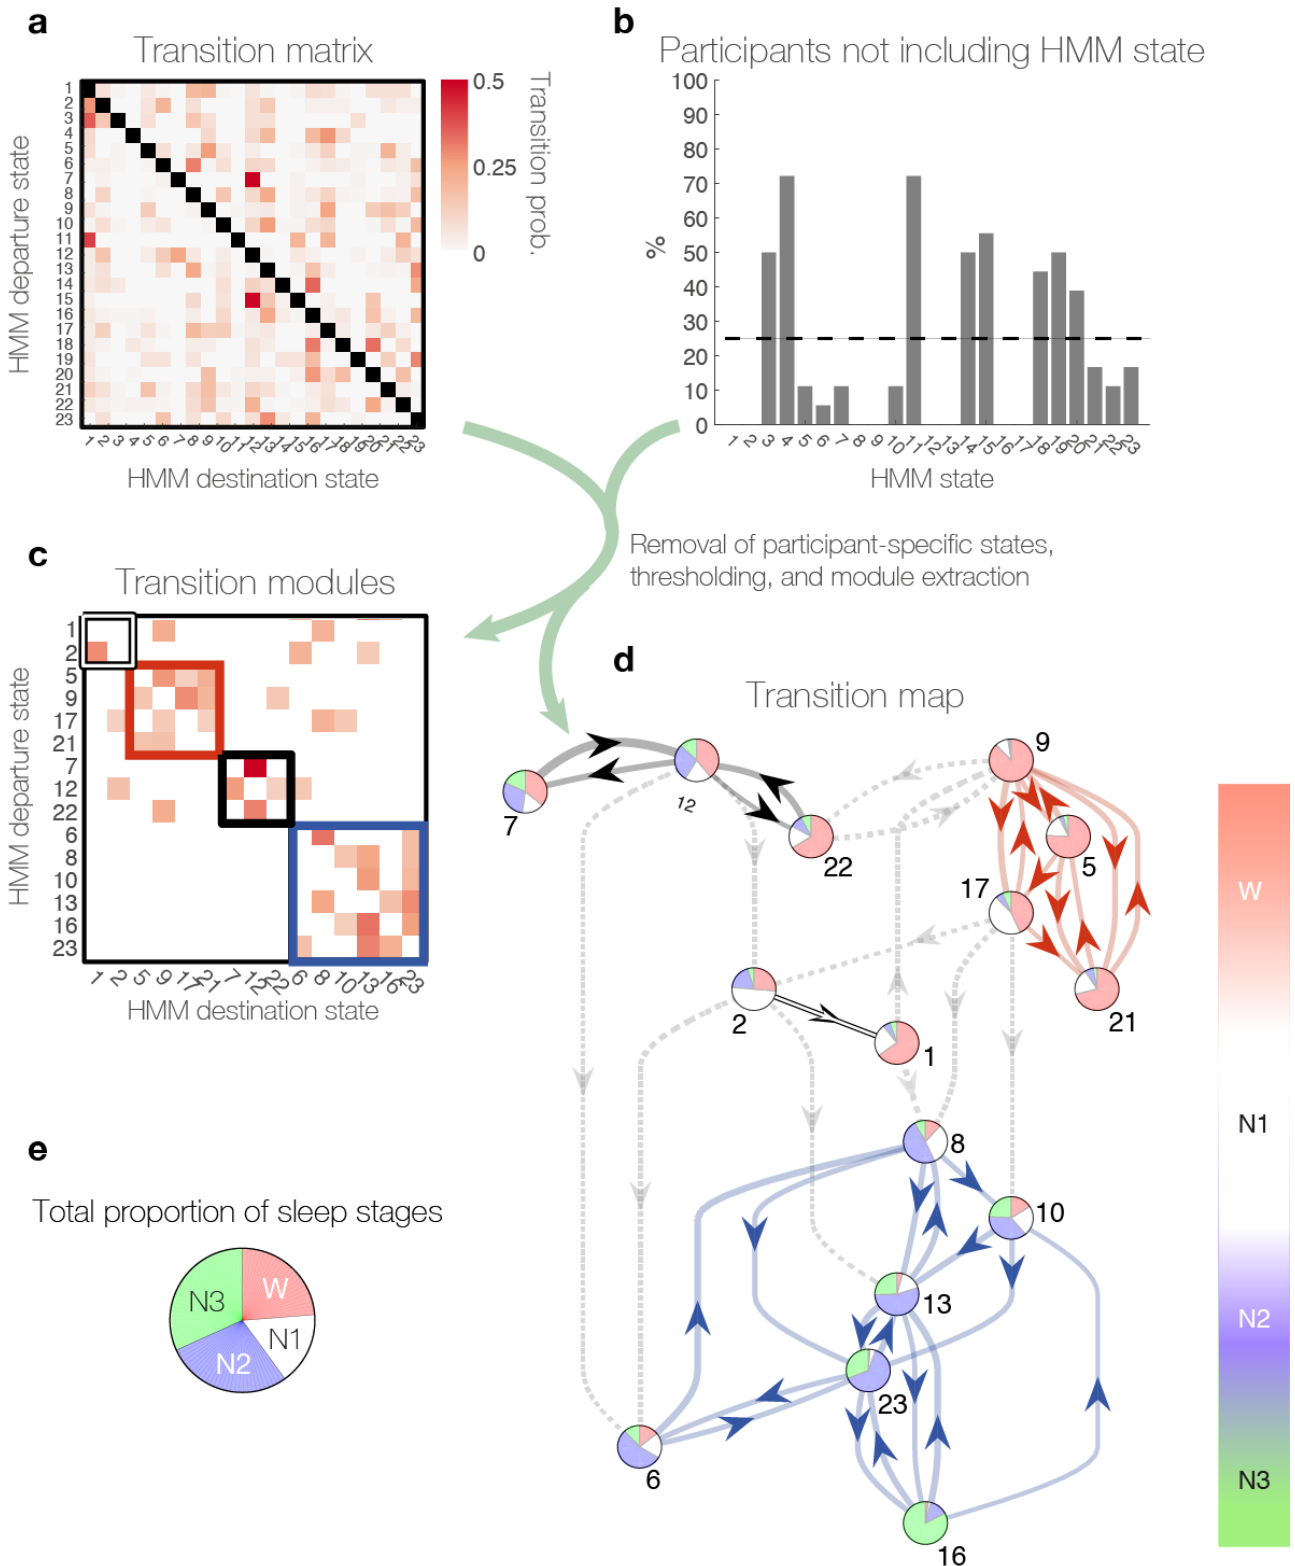 a
Transition matrix
HMM departure state
1
2
3
4
5
6
7
8
9
10
11
12
13
14
15
16
17
18
19
20
21
22
23
1 2 3 4 5 6 7 8 9 10 11 12 13 14 15 16 17 18 19 20 21 22 23
HMM destination state
0.5
0.25
0
Transition prob.
b
Participants not including HMM state
%
100
90
80
70
60
50
40
30
20
10
0
1 2 3 4 5 6 7 8 9 10 11 12 13 14 15 16 17 18 19 20 21 22 23
HMM state
Removal of participant-specific states,
thresholding, and module extraction
c
Transition modules
HMM departure state
1
2
5
9
17
21
7
12
22
6
8
10
13
16
23
1 2 5 9 17 21 7 12 22 6 8 10 13 16 23
HMM destination state
d
Transition map
9
12
7
22
5
17
21
2
1
8
10
13
23
6
16
W
N1
N2
N3
e
Total proportion of sleep stages
N3
W
N1
N2